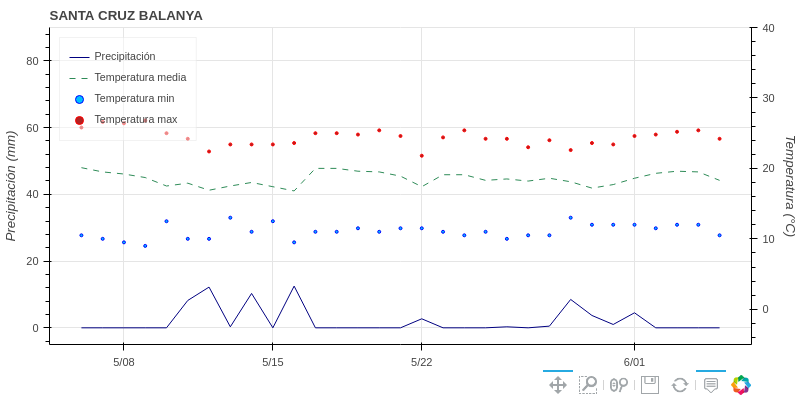 SANTA CRUZ BALANYA
Precipitación
Temperatura media
Temperatura min
Temperatura max
Precipitación (mm)
80
60
40
20
0
Temperatura (°C)
40
30
20
10
0
5/08
5/15
5/22
6/01